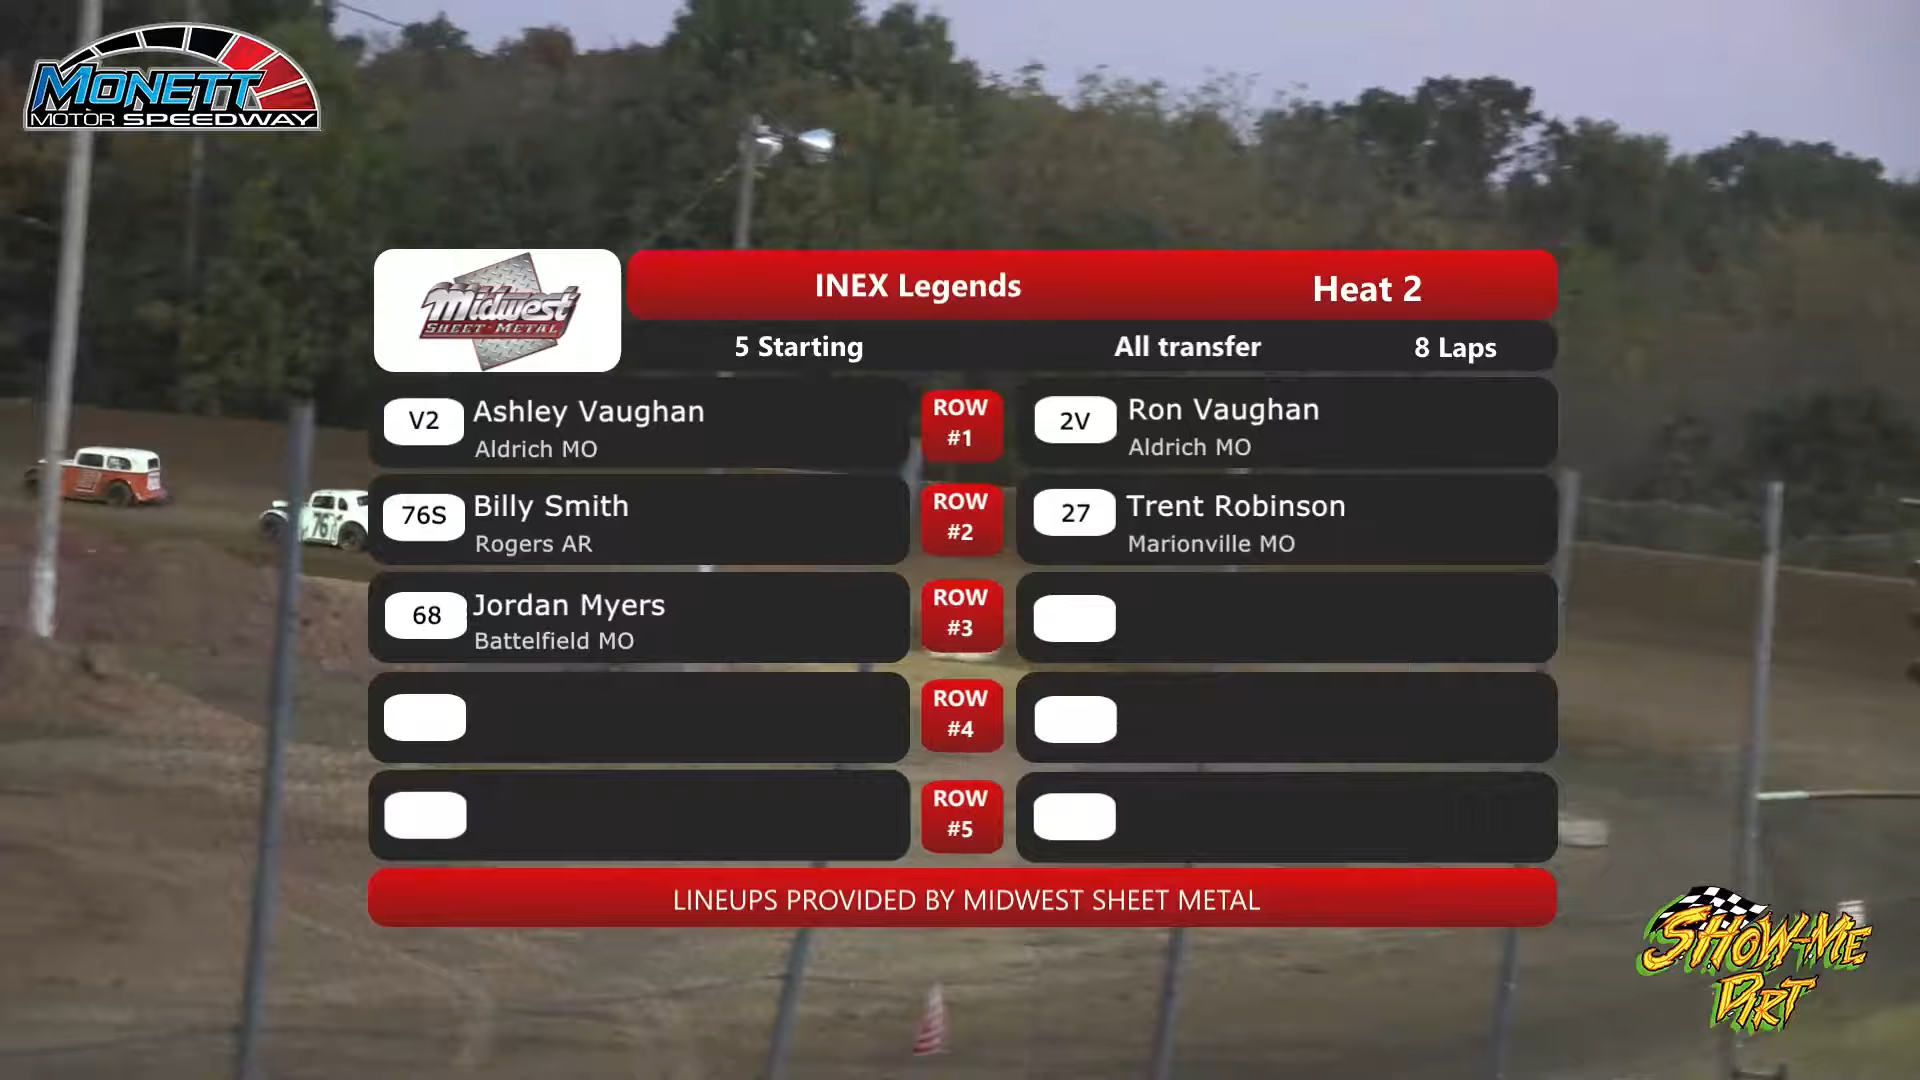 MONETT
MOTOR SPEEDWAY
Midwest
SHEET-METAL
INEX Legends
Heat 2
5 Starting
All transfer
8 Laps
V2
Ashley Vaughan
Aldrich MO
ROW
#1
2V
Ron Vaughan
Aldrich MO
76S
Billy Smith
Rogers AR
ROW
#2
27
Trent Robinson
Marionville MO
68
Jordan Myers
Battelfield MO
ROW
#3
ROW
#4
ROW
#5
LINEUPS PROVIDED BY MIDWEST SHEET METAL
SHOW-ME
DIRT
76